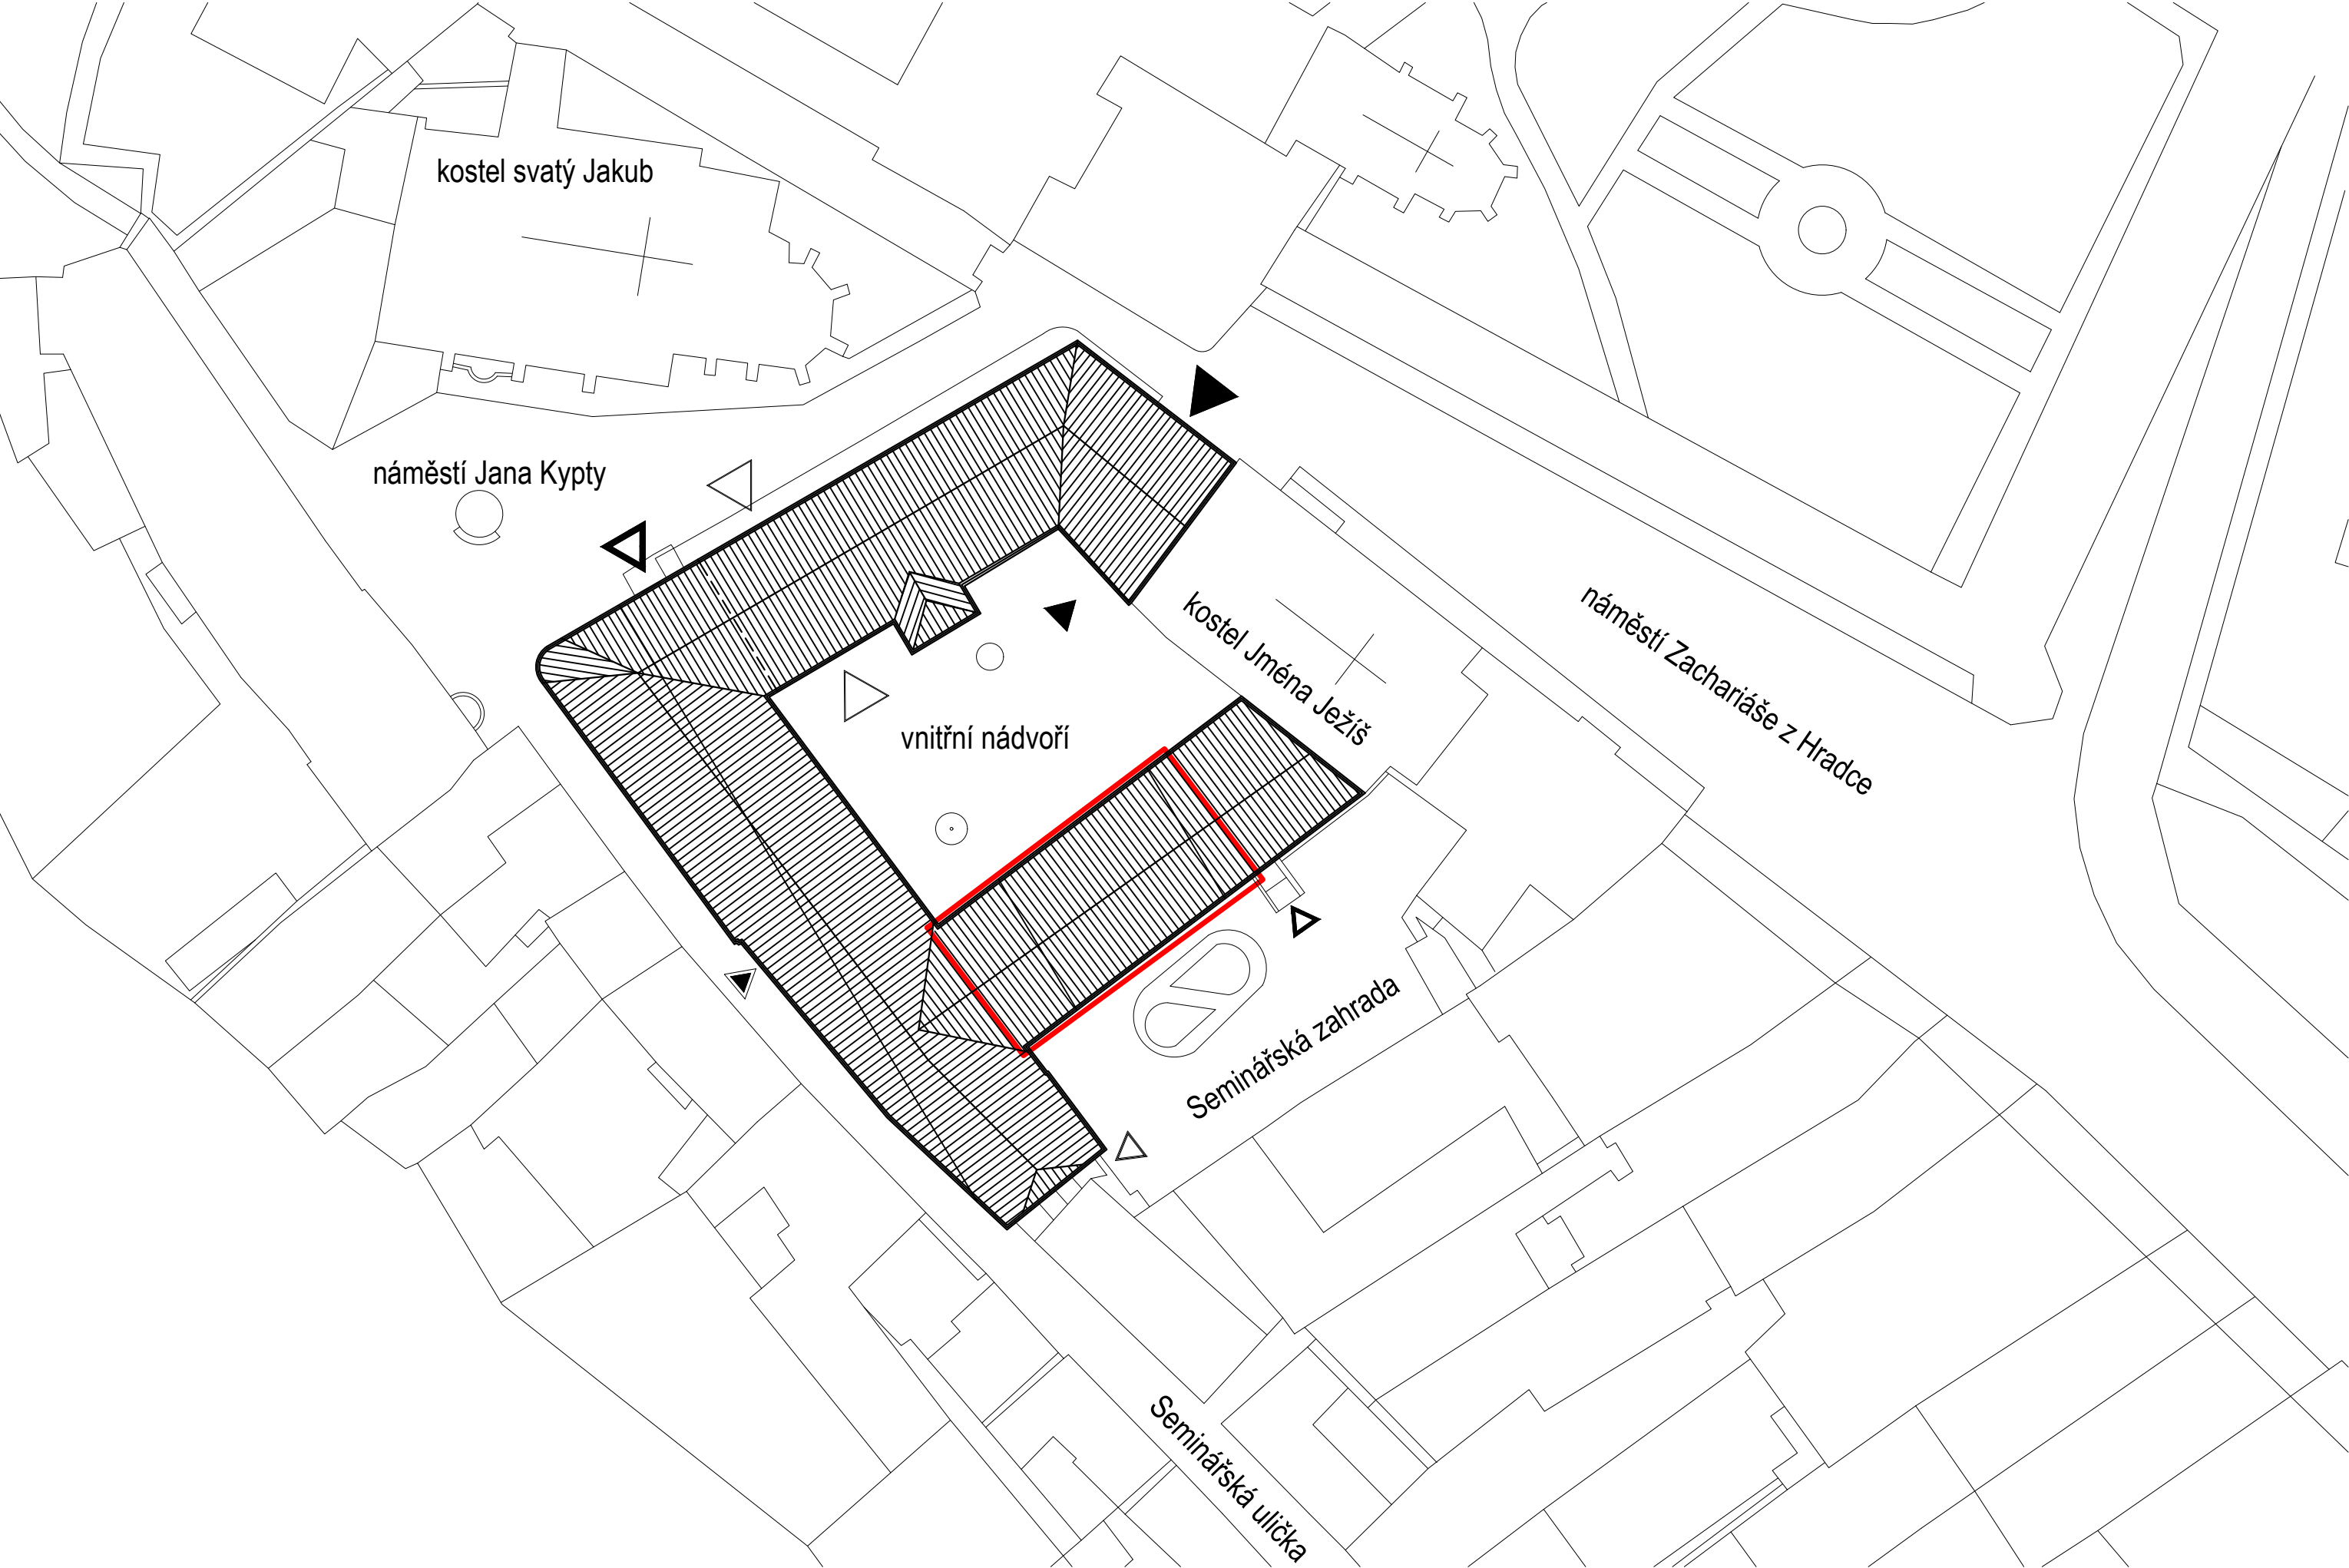 kostel svatý Jakub
náměstí Jana Kypty
kostel Jména Ježíš
náměstí Zachariáše z Hradce
vnitřní nádvoří
Seminářská zahrada
Seminářská ulička